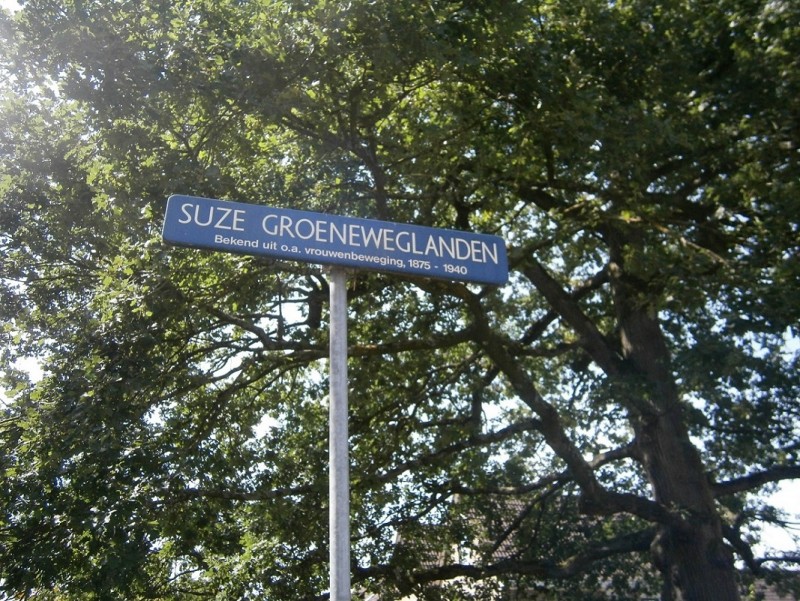 SUZE GROENEWEGLANDEN
Bekend uit o.a. vrouwenbeweging, 1875 - 1940